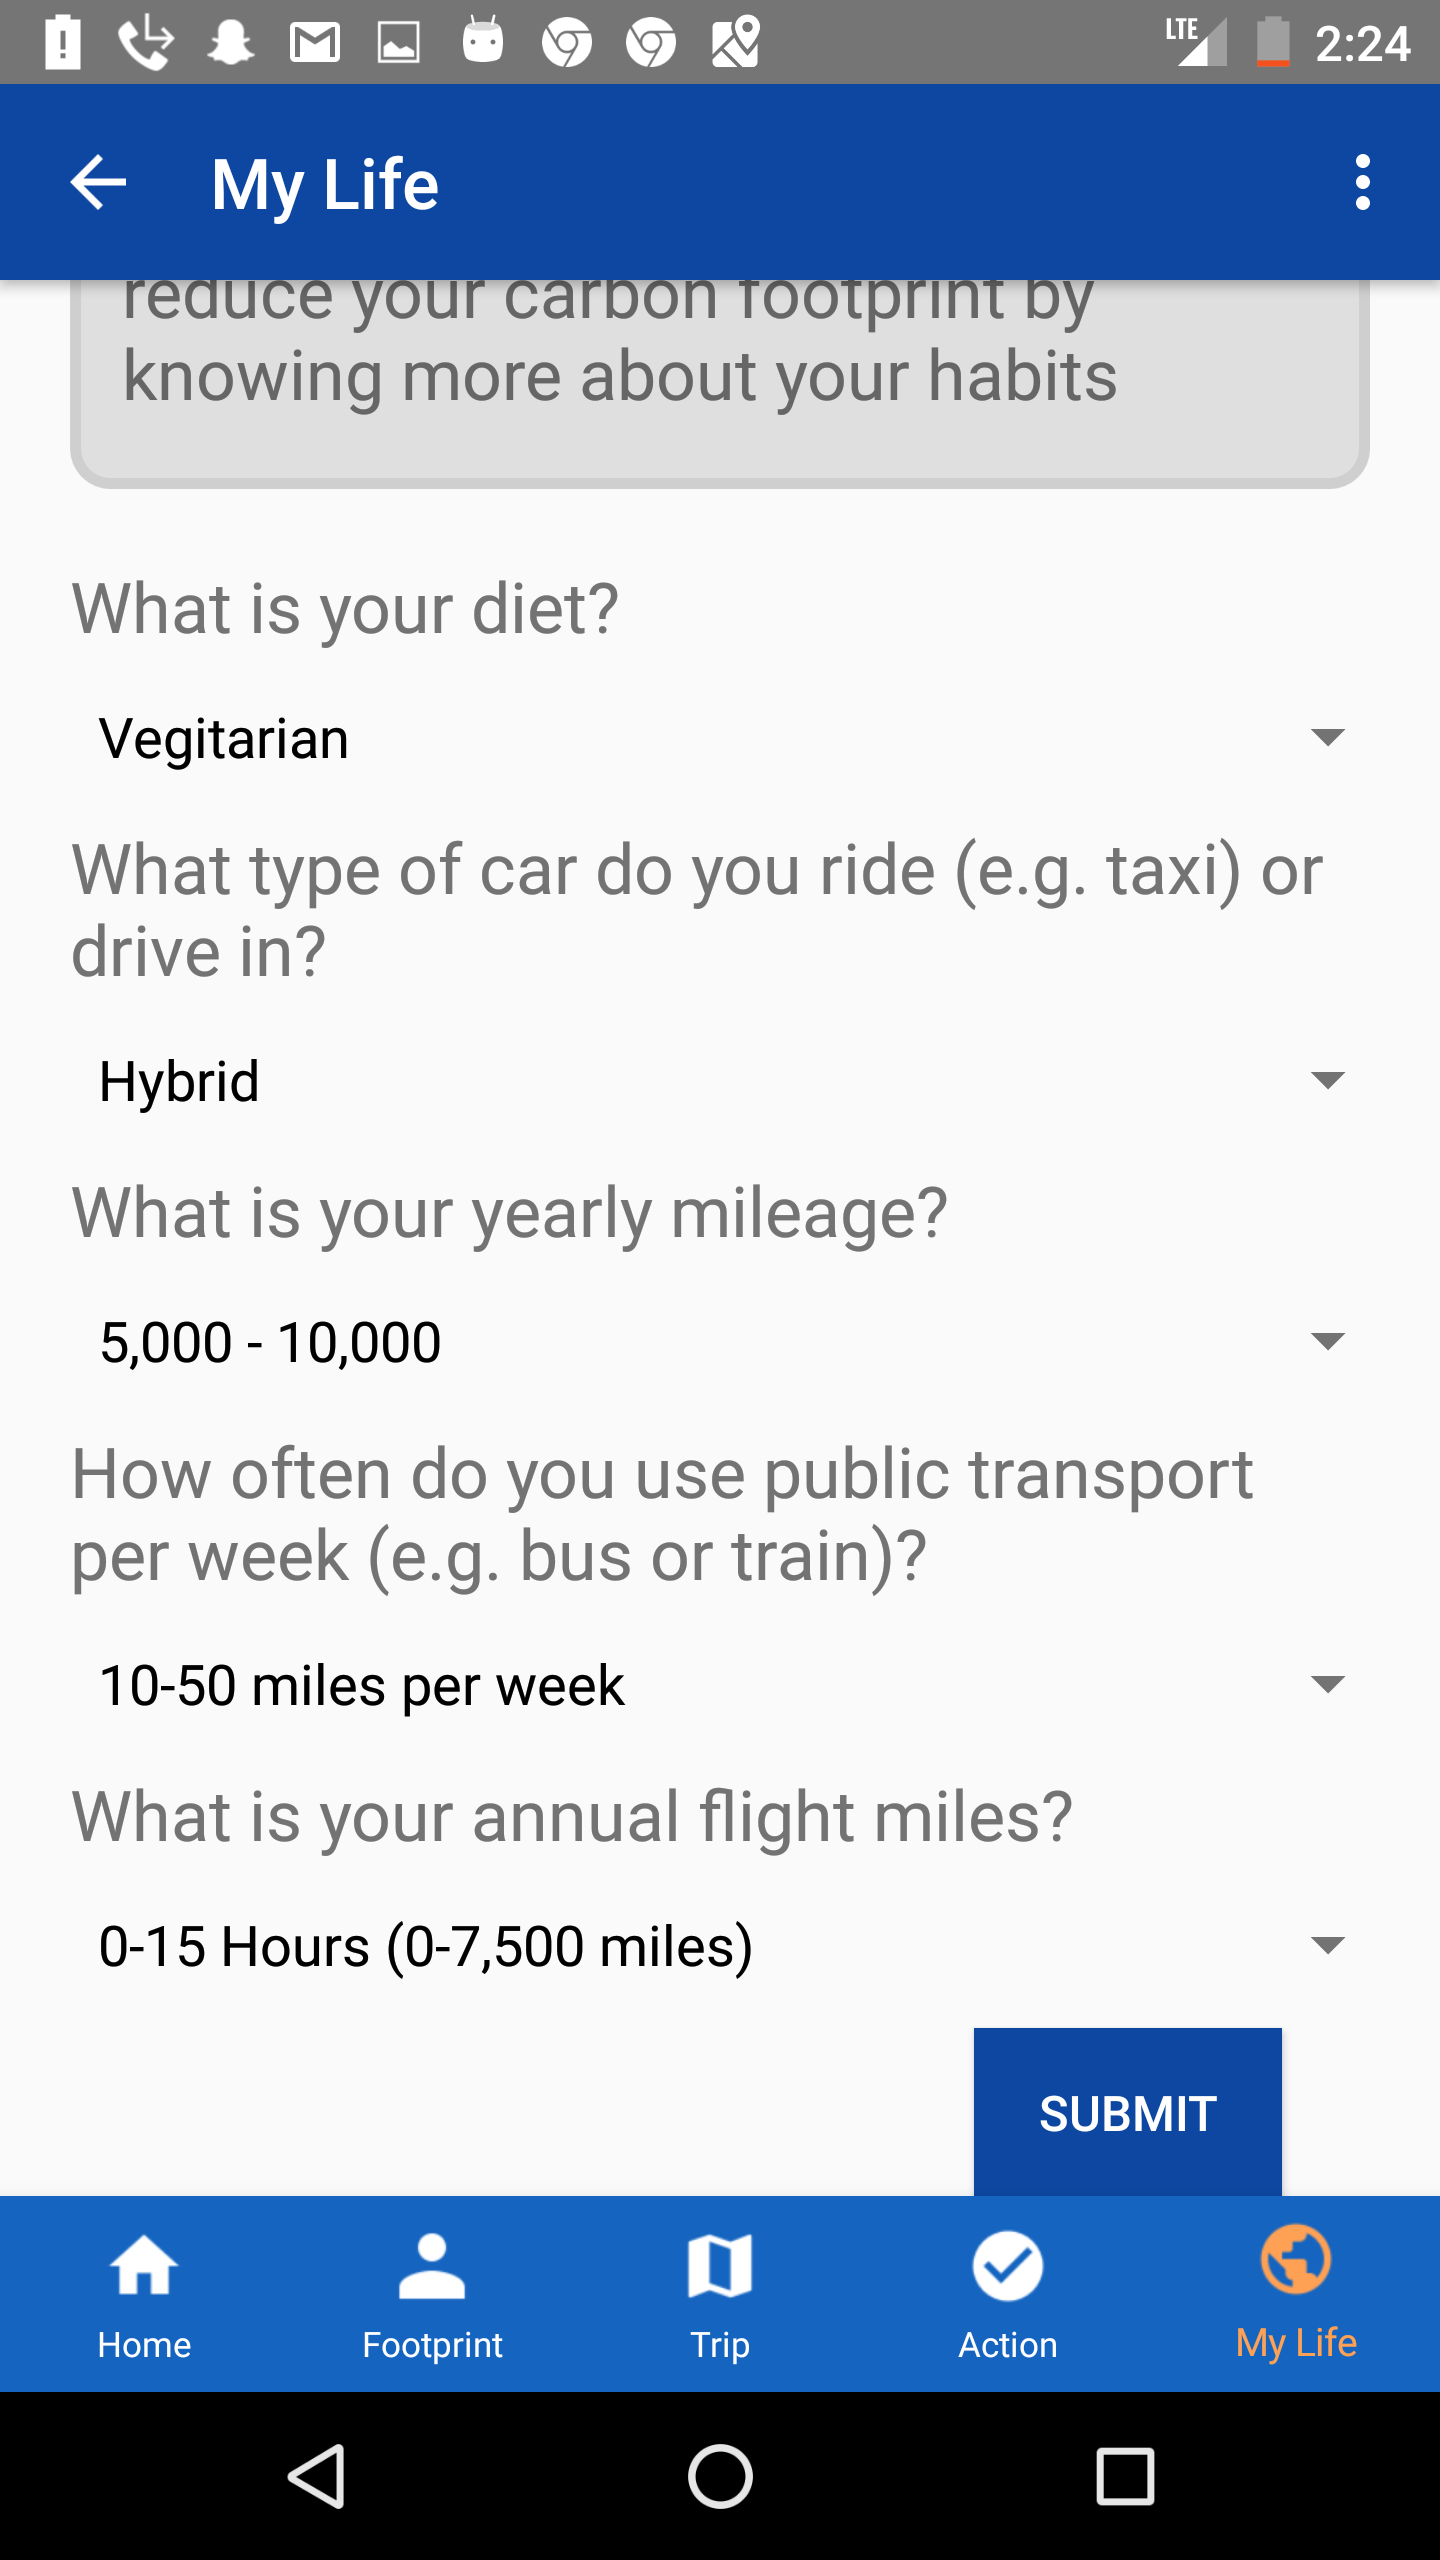 LTE 2:24
My Life
reduce your carbon footprint by
knowing more about your habits
What is your diet?
Vegitarian
What type of car do you ride (e.g. taxi) or
drive in?
Hybrid
What is your yearly mileage?
5,000 - 10,000
How often do you use public transport
per week (e.g. bus or train)?
10-50 miles per week
What is your annual flight miles?
0-15 Hours (0-7,500 miles)
SUBMIT
Home Footprint Trip Action My Life